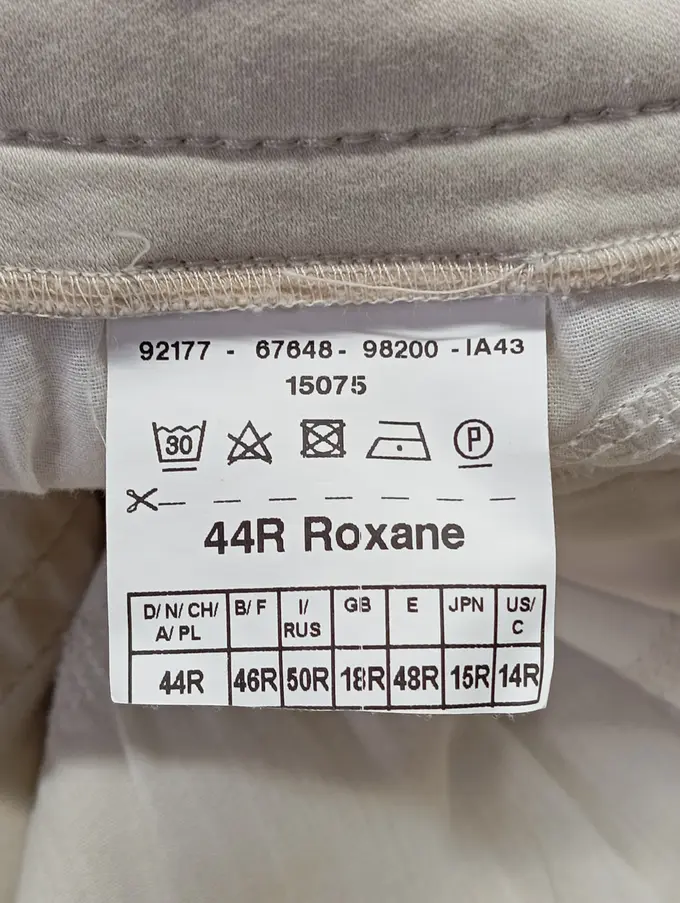 92177 - 67648 - 98200 - IA43
15075
30 P
44R Roxane
D/ N/ CH/ A/ PL B/ F I/ RUS GB E JPN US/ C
44R 46R 50R 18R 48R 15R 14R